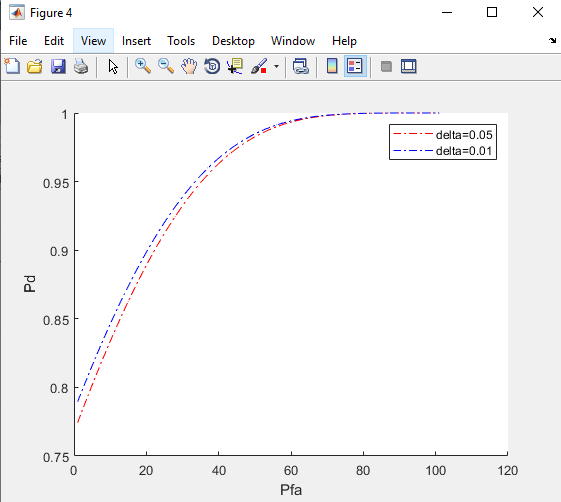 Figure 4
File Edit View Insert Tools Desktop Window Help
1
delta=0.05
delta=0.01
0.95
0.9
Pd
0.85
0.8
0.75
0 20 40 60 80 100 120
Pfa